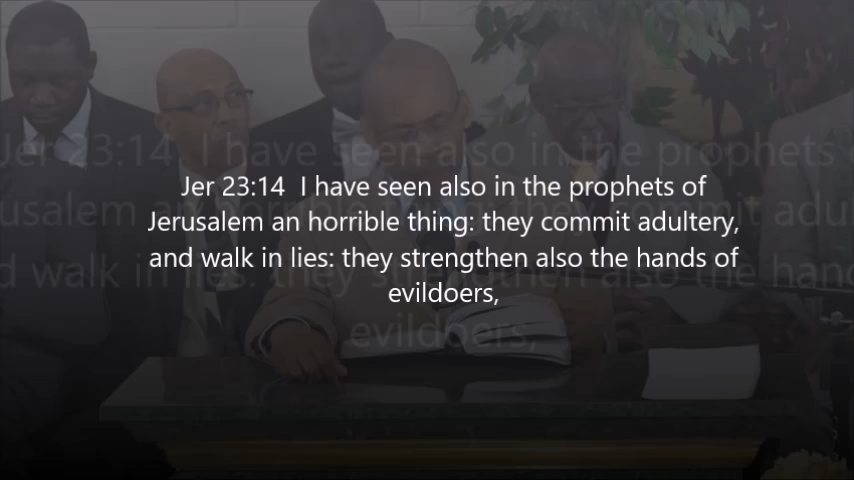 Jer 23:14  I have seen also in the prophets of
Jerusalem an horrible thing: they commit adultery,
and walk in lies: they strengthen also the hands of
evildoers,